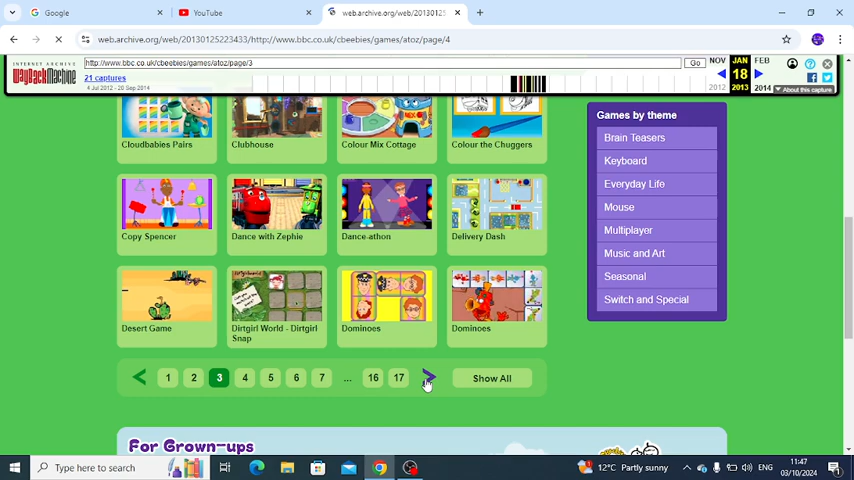 Google
YouTube
web.archive.org/web/20130125
web.archive.org/web/20130125223433/http://www.bbc.co.uk/cbeebies/games/atoz/page/4
INTERNET ARCHIVE
WayBackMachine
http://www.bbc.co.uk/cbeebies/games/atoz/page/3
Go
NOV
JAN
FEB
21 captures
18
4 Jul 2012 - 20 Sep 2014
2012
2013
2014
About this capture
Cloudbabies Pairs
Clubhouse
Colour Mix Cottage
Colour the Chuggers
Copy Spencer
Dance with Zephie
Dance-athon
Delivery Dash
Desert Game
Dirtgirl World - Dirtgirl Snap
Dominoes
Dominoes
1 2 3 4 5 6 7 ... 16 17
Show All
Games by theme
Brain Teasers
Keyboard
Everyday Life
Mouse
Multiplayer
Music and Art
Seasonal
Switch and Special
For Grown-ups
Type here to search
12°C Partly sunny
ENG
11:47
03/10/2024